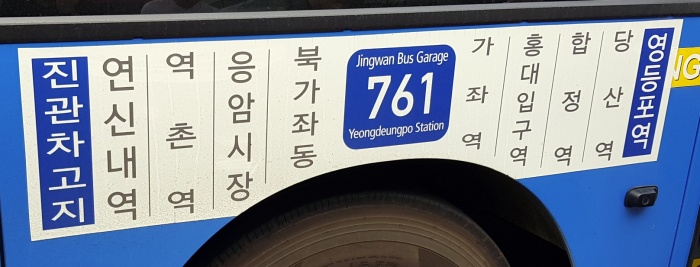 진관차고지
연신내역
역촌역
응암시장
북가좌동
Jingwan Bus Garage
761
Yeongdeungpo Station
가좌역
홍대입구역
합정역
당산역
영등포역
NG